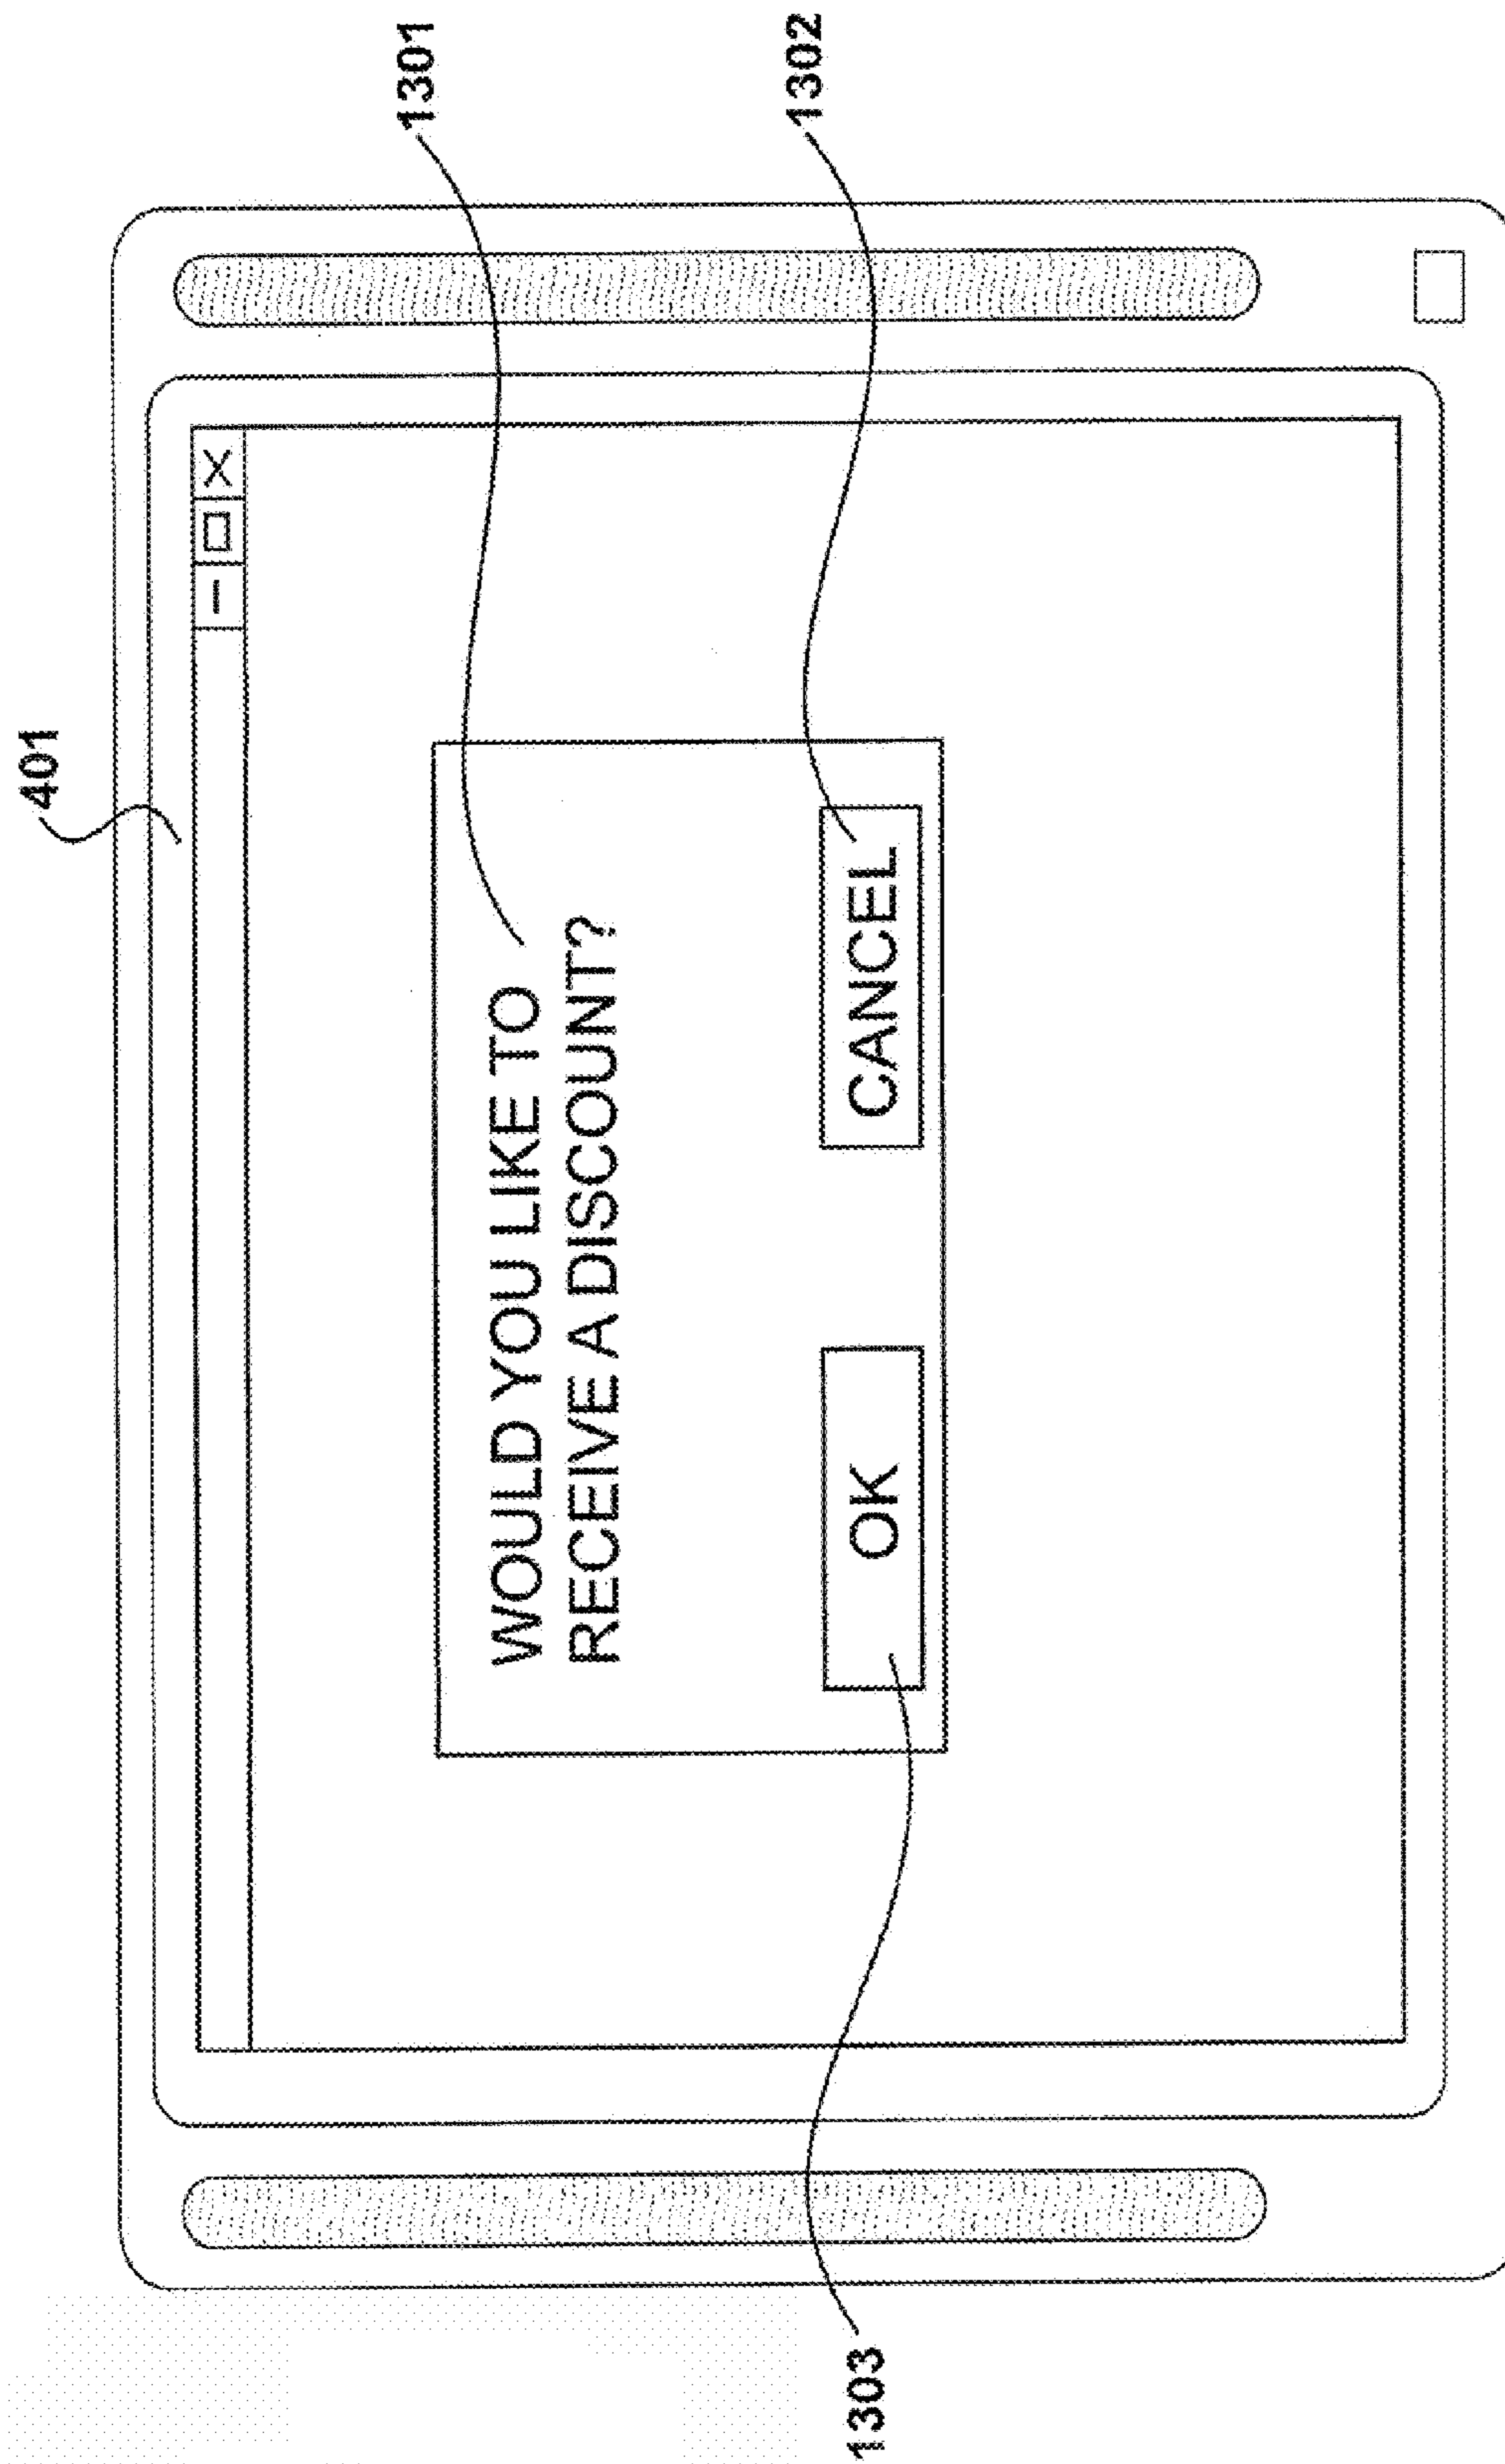 401
1301
WOULD YOU LIKE TO
RECEIVE A DISCOUNT?
1302
OK
CANCEL
1303